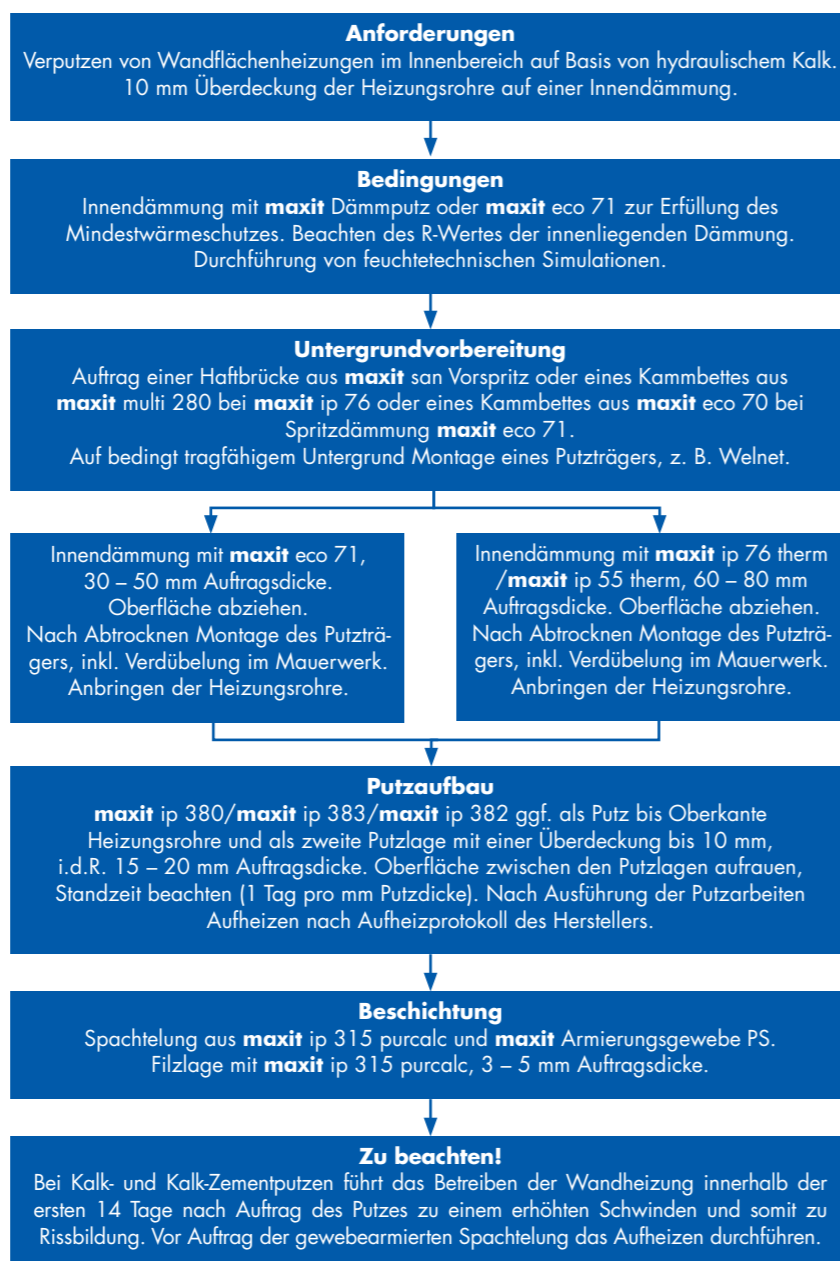 Anforderungen
Verputzen von Wandflächenheizungen im Innenbereich auf Basis von hydraulischem Kalk.
10 mm Überdeckung der Heizungsrohre auf einer Innendämmung.
Bedingungen
Innendämmung mit maxit Dämmputz oder maxit eco 71 zur Erfüllung des
Mindestwärmeschutzes. Beachten des R-Wertes der innenliegenden Dämmung.
Durchführung von feuchtetechnischen Simulationen.
Untergrundvorbereitung
Auftrag einer Haftbrücke aus maxit san Vorspritz oder eines Kammbettes aus
maxit multi 280 bei maxit ip 76 oder eines Kammbettes aus maxit eco 70 bei
Spritzdämmung maxit eco 71.
Auf bedingt tragfähigem Untergrund Montage eines Putzträgers, z. B. Welnet.
Innendämmung mit maxit eco 71,
30 – 50 mm Auftragsdicke.
Oberfläche abziehen.
Nach Abtrocknen Montage des Putzträ-
gers, inkl. Verdübelung im Mauerwerk.
Anbringen der Heizungsrohre.
Innendämmung mit maxit ip 76 therm
/maxit ip 55 therm, 60 – 80 mm
Auftragsdicke. Oberfläche abziehen.
Nach Abtrocknen Montage des Putzträ-
gers, inkl. Verdübelung im Mauerwerk.
Anbringen der Heizungsrohre.
Putzaufbau
maxit ip 380/maxit ip 383/maxit ip 382 ggf. als Putz bis Oberkante
Heizungsrohre und als zweite Putzlage mit einer Überdeckung bis 10 mm,
i.d.R. 15 – 20 mm Auftragsdicke. Oberfläche zwischen den Putzlagen aufrauen,
Standzeit beachten (1 Tag pro mm Putzdicke). Nach Ausführung der Putzarbeiten
Aufheizen nach Aufheizprotokoll des Herstellers.
Beschichtung
Spachtelung aus maxit ip 315 purcalc und maxit Armierungsgewebe PS.
Filzlage mit maxit ip 315 purcalc, 3 – 5 mm Auftragsdicke.
Zu beachten!
Bei Kalk- und Kalk-Zementputzen führt das Betreiben der Wandheizung innerhalb der
ersten 14 Tage nach Auftrag des Putzes zu einem erhöhten Schwinden und somit zu
Rissbildung. Vor Auftrag der gewebearmierten Spachtelung das Aufheizen durchführen.